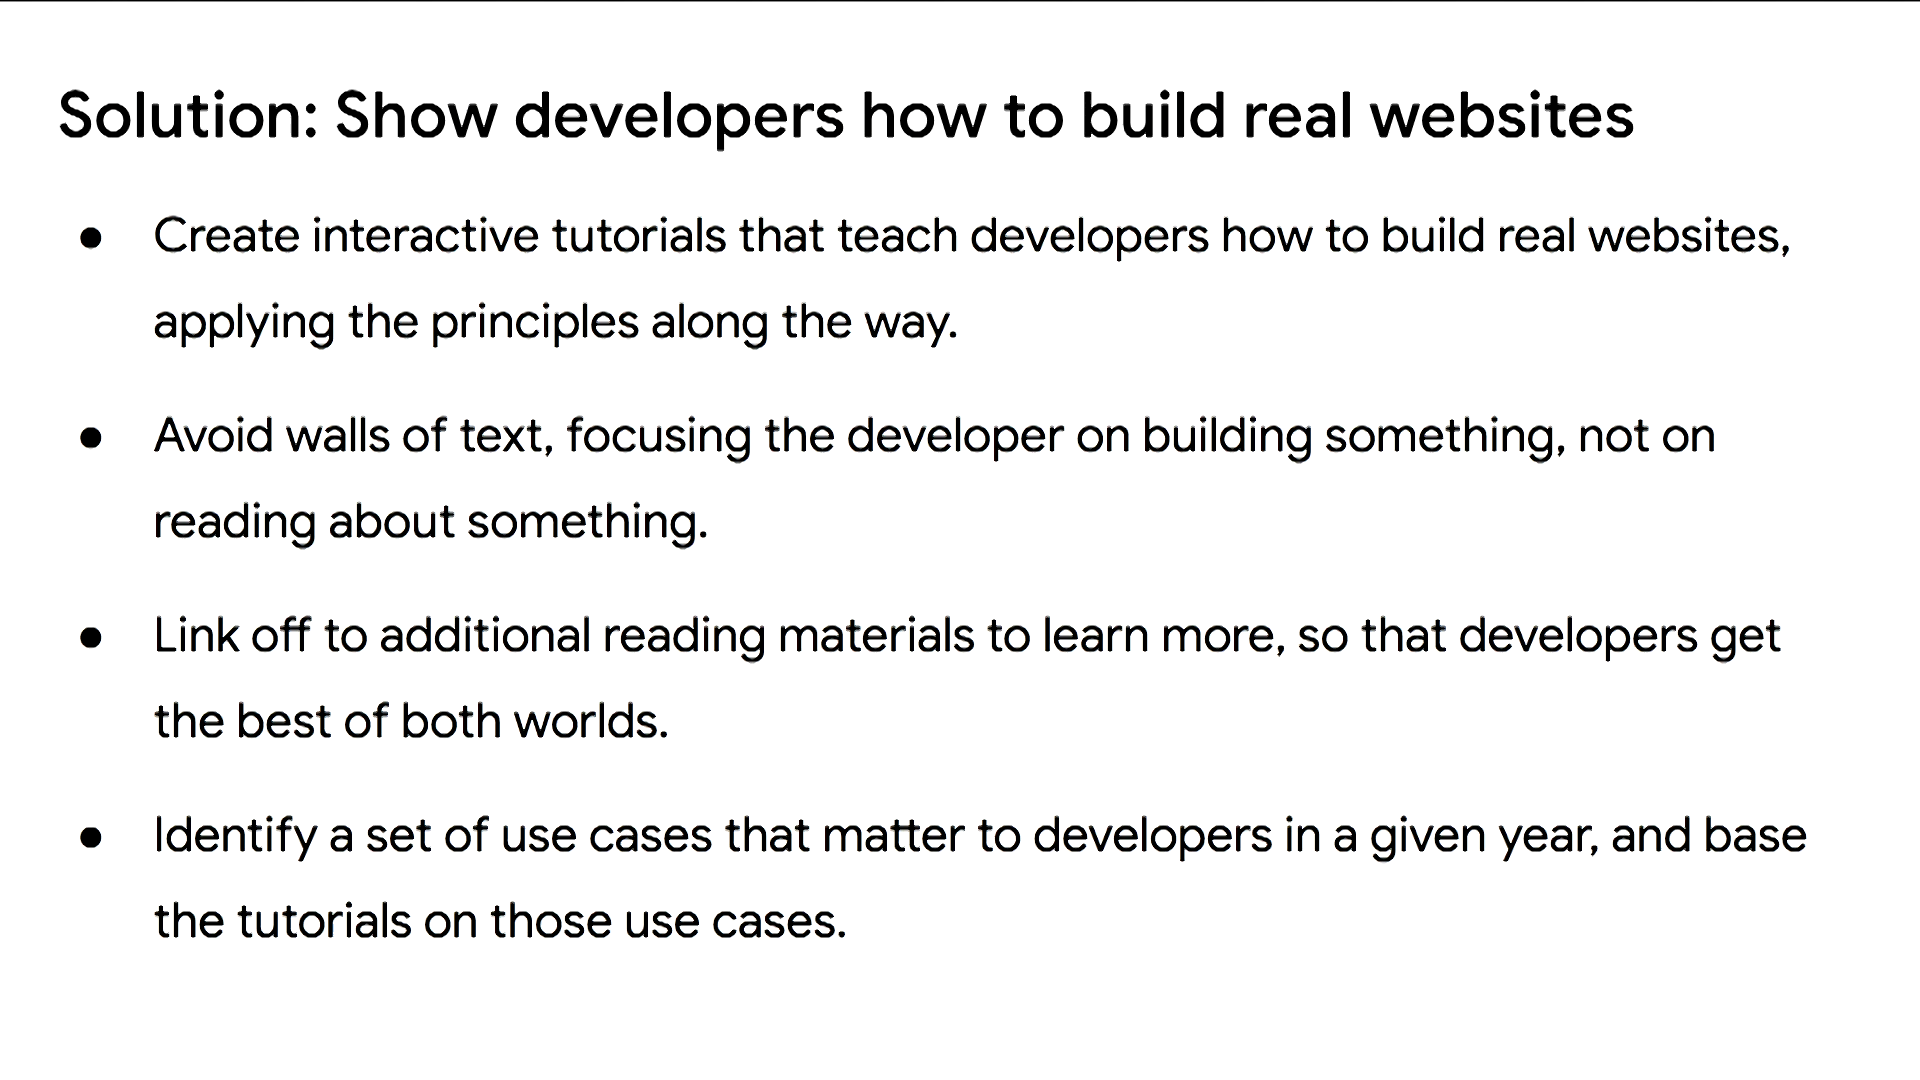 Solution: Show developers how to build real websites
● Create interactive tutorials that teach developers how to build real websites,
applying the principles along the way.
● Avoid walls of text, focusing the developer on building something, not on
reading about something.
● Link off to additional reading materials to learn more, so that developers get
the best of both worlds.
● Identify a set of use cases that matter to developers in a given year, and base
the tutorials on those use cases.